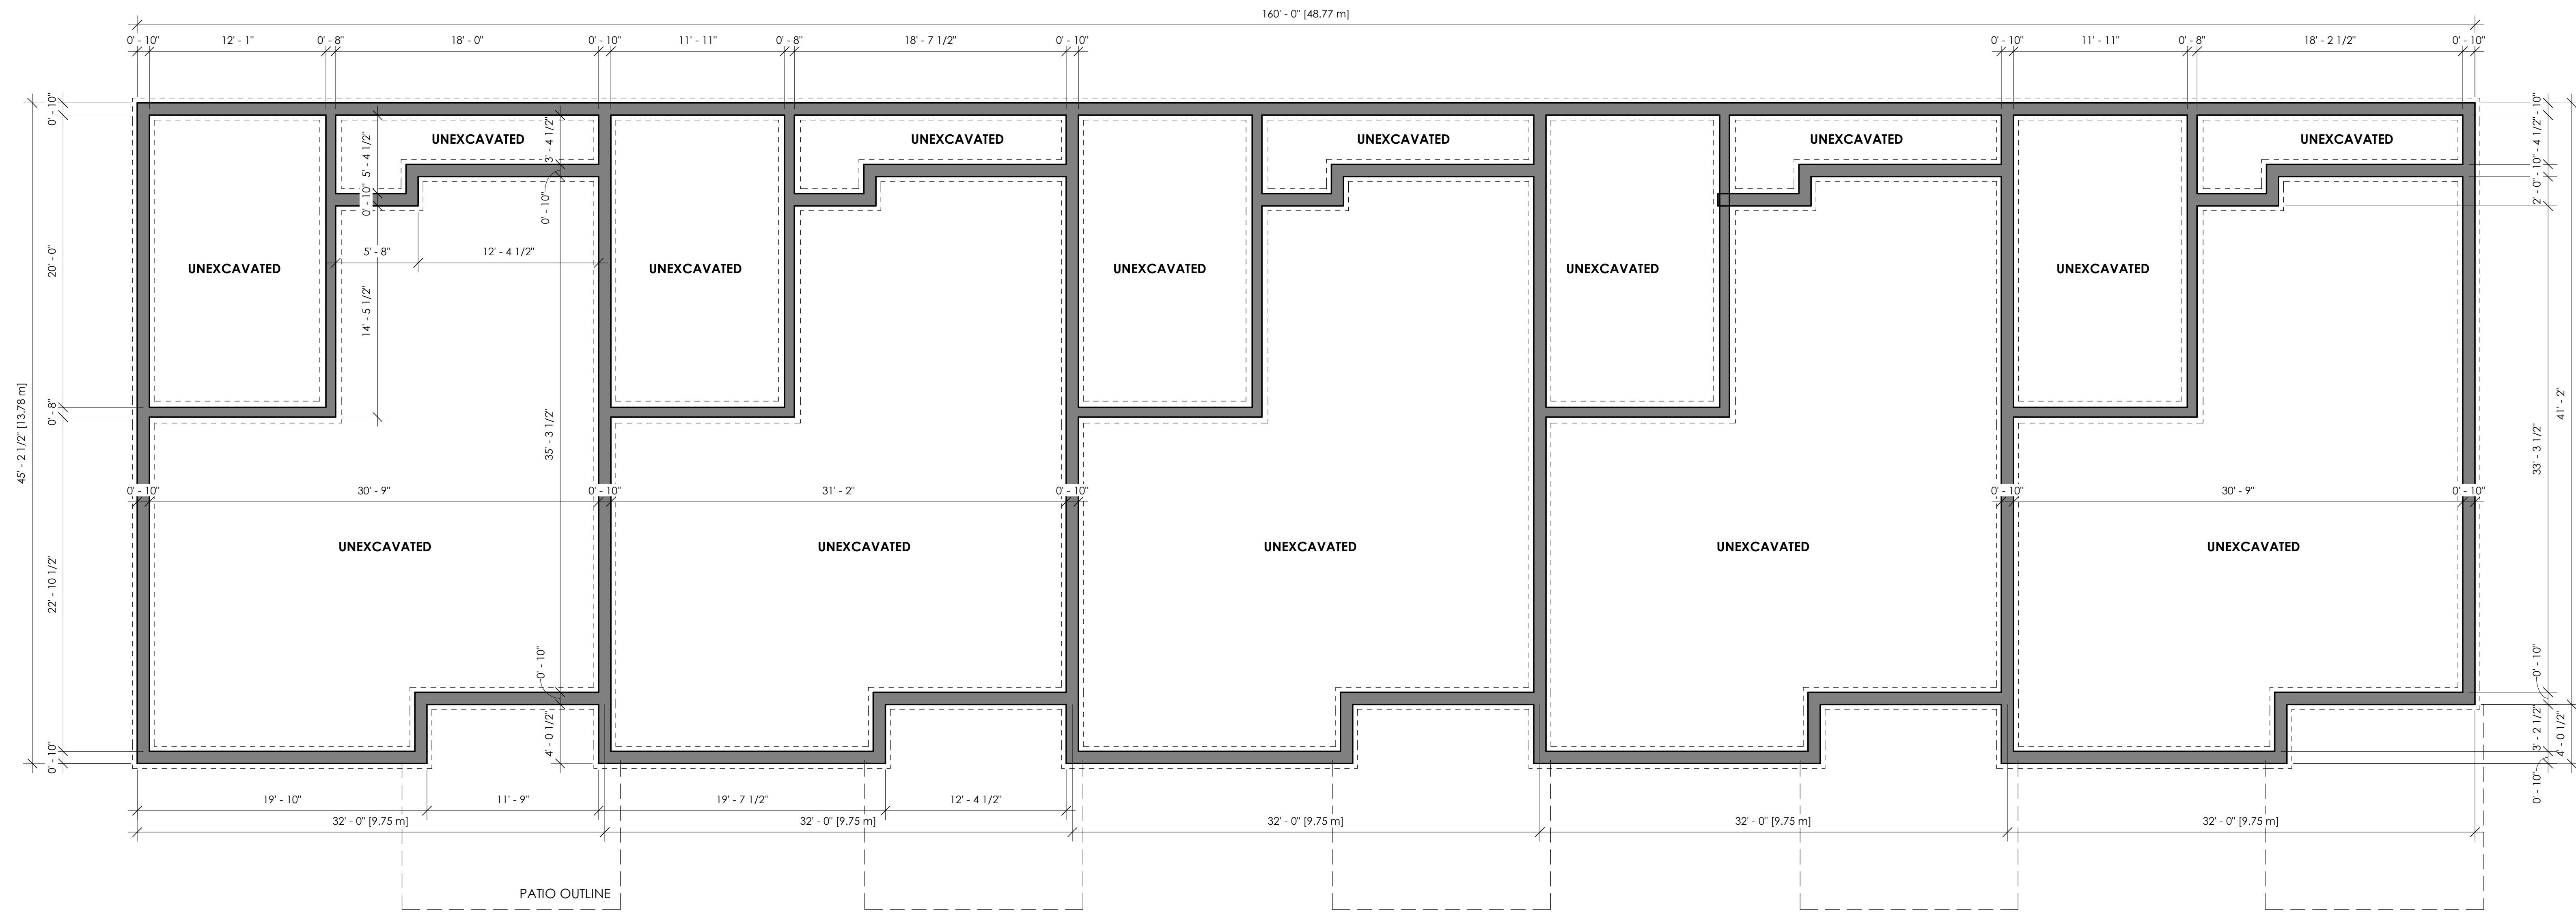 160' - 0" [48.77 m]
0' - 10" 12' - 1" 0' - 8" 18' - 0" 0' - 10" 11' - 11" 0' - 8" 18' - 7 1/2" 0' - 10" 0' - 10" 11' - 11" 0' - 8" 18' - 2 1/2" 0' - 10"
0' - 10"
20' - 0"
0' - 8"
22' - 10 1/2"
0' - 10"
45' - 2 1/2" [13.78 m]
UNEXCAVATED UNEXCAVATED UNEXCAVATED UNEXCAVATED UNEXCAVATED
5' - 4 1/2"
0' - 10"
14' - 5 1/2"
3' - 4 1/2"
0' - 10"
35' - 3 1/2"
0' - 10"
4' - 0 1/2"
5' - 8" 12' - 4 1/2"
UNEXCAVATED UNEXCAVATED UNEXCAVATED UNEXCAVATED UNEXCAVATED
0' - 10" 30' - 9" 0' - 10" 31' - 2" 0' - 10" 0' - 10" 30' - 9" 0' - 10"
UNEXCAVATED UNEXCAVATED UNEXCAVATED UNEXCAVATED UNEXCAVATED
2' - 0"
33' - 3 1/2"
0' - 10"
3' - 2 1/2"
0' - 10"
41' - 2"
4' - 0 1/2"
19' - 10" 11' - 9" 19' - 7 1/2" 12' - 4 1/2"
32' - 0" [9.75 m] 32' - 0" [9.75 m] 32' - 0" [9.75 m] 32' - 0" [9.75 m] 32' - 0" [9.75 m]
PATIO OUTLINE